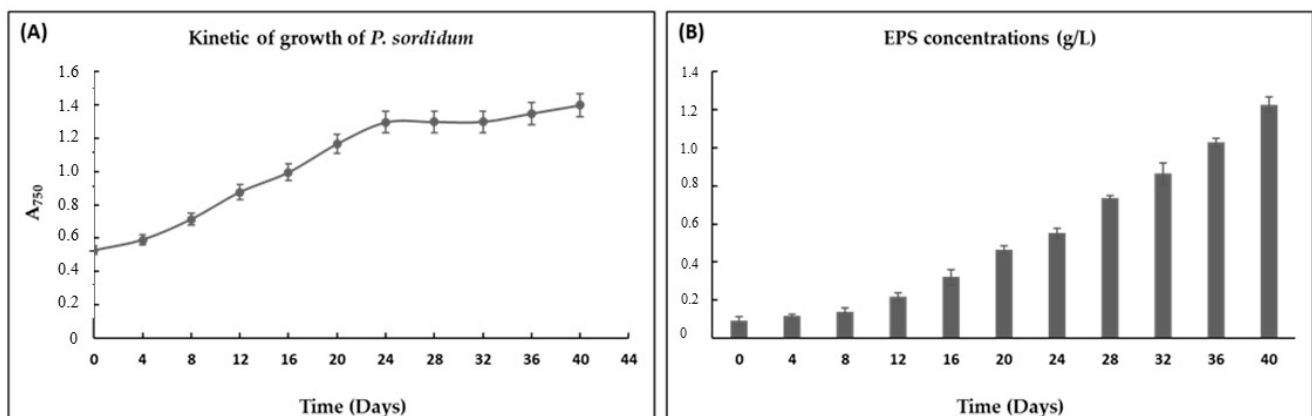 (A)
Kinetic of growth of P. sordidum
1.6
1.4
1.2
1.0
0.8
0.6
0.4
0.2
0
A750
0 4 8 12 16 20 24 28 32 36 40 44
Time (Days)
(B)
EPS concentrations (g/L)
1.4
1.2
1.0
0.8
0.6
0.4
0.2
0
0 4 8 12 16 20 24 28 32 36 40
Time (Days)